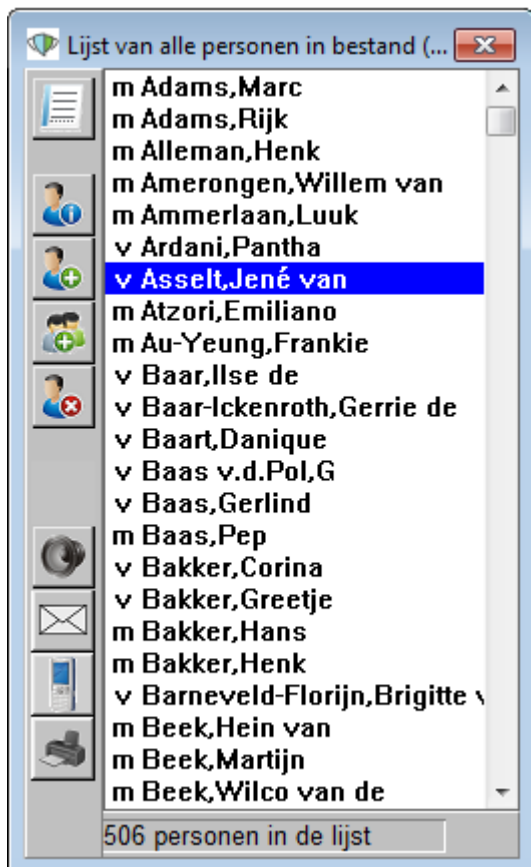 Lijst van alle personen in bestand (...
m Adams,Marc
m Adams,Rijk
m Alleman,Henk
m Amerongen,Willem van
m Ammerlaan,Luuk
v Ardani,Pantha
v Asselt,Jené van
m Atzori,Emiliano
m Au-Yeung,Frankie
v Baar,Ilse de
v Baar-Ickenroth,Gerrie de
v Baart,Danique
v Baas v.d.Pol,G
v Baas,Gerlind
m Baas,Pep
v Bakker,Corina
v Bakker,Greetje
m Bakker,Hans
m Bakker,Henk
v Barneveld-Florijn,Brigitte v
m Beek,Hein van
m Beek,Martijn
m Beek,Wilco van de
506 personen in de lijst